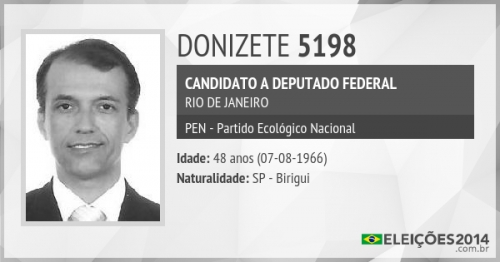 DONIZETE 5198
CANDIDATO A DEPUTADO FEDERAL
RIO DE JANEIRO
PEN - Partido Ecológico Nacional
Idade: 48 anos (07-08-1966)
Naturalidade: SP - Birigui
ELEIÇÕES2014
.com.br